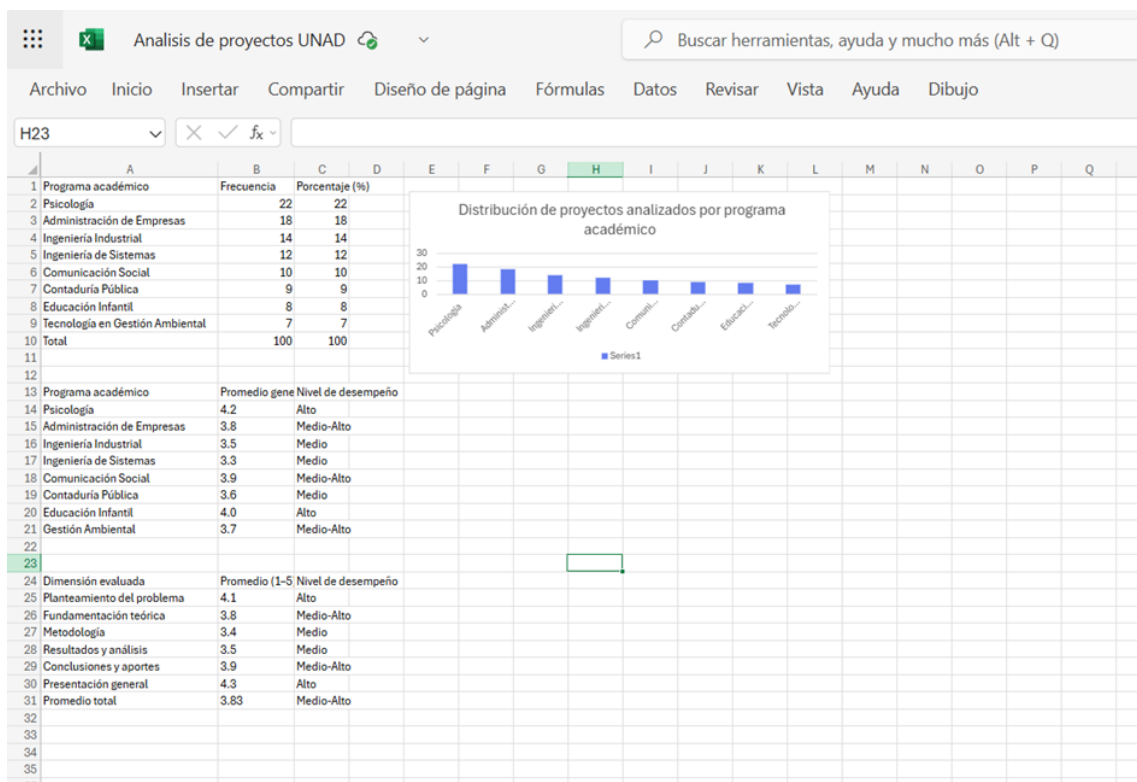 Analisis de proyectos UNAD
Buscar herramientas, ayuda y mucho más (Alt + Q)
Archivo Inicio Insertar Compartir Diseño de página Fórmulas Datos Revisar Vista Ayuda Dibujo
H23 fx
A B C D E F G H I J K L M N O P Q
1 Programa académico Frecuencia Porcentaje (%)
2 Psicología 22 22
3 Administración de Empresas 18 18
4 Ingeniería Industrial 14 14
5 Ingeniería de Sistemas 12 12
6 Comunicación Social 10 10
7 Contaduría Pública 9 9
8 Educación Infantil 8 8
9 Tecnología en Gestión Ambiental 7 7
10 Total 100 100
11
12
Distribución de proyectos analizados por programa
académico
30
20
10
0
Psicología Administ... Ingenierí... Ingenierí... Comuni... Contadu... Educaci... Tecnolo...
Series1
13 Programa académico Promedio gene Nivel de desempeño
14 Psicología 4.2 Alto
15 Administración de Empresas 3.8 Medio-Alto
16 Ingeniería Industrial 3.5 Medio
17 Ingeniería de Sistemas 3.3 Medio
18 Comunicación Social 3.9 Medio-Alto
19 Contaduría Pública 3.6 Medio
20 Educación Infantil 4.0 Alto
21 Gestión Ambiental 3.7 Medio-Alto
22
23
24 Dimensión evaluada Promedio (1–5 Nivel de desempeño
25 Planteamiento del problema 4.1 Alto
26 Fundamentación teórica 3.8 Medio-Alto
27 Metodología 3.4 Medio
28 Resultados y análisis 3.5 Medio
29 Conclusiones y aportes 3.9 Medio-Alto
30 Presentación general 4.3 Alto
31 Promedio total 3.83 Medio-Alto
32
33
34
35